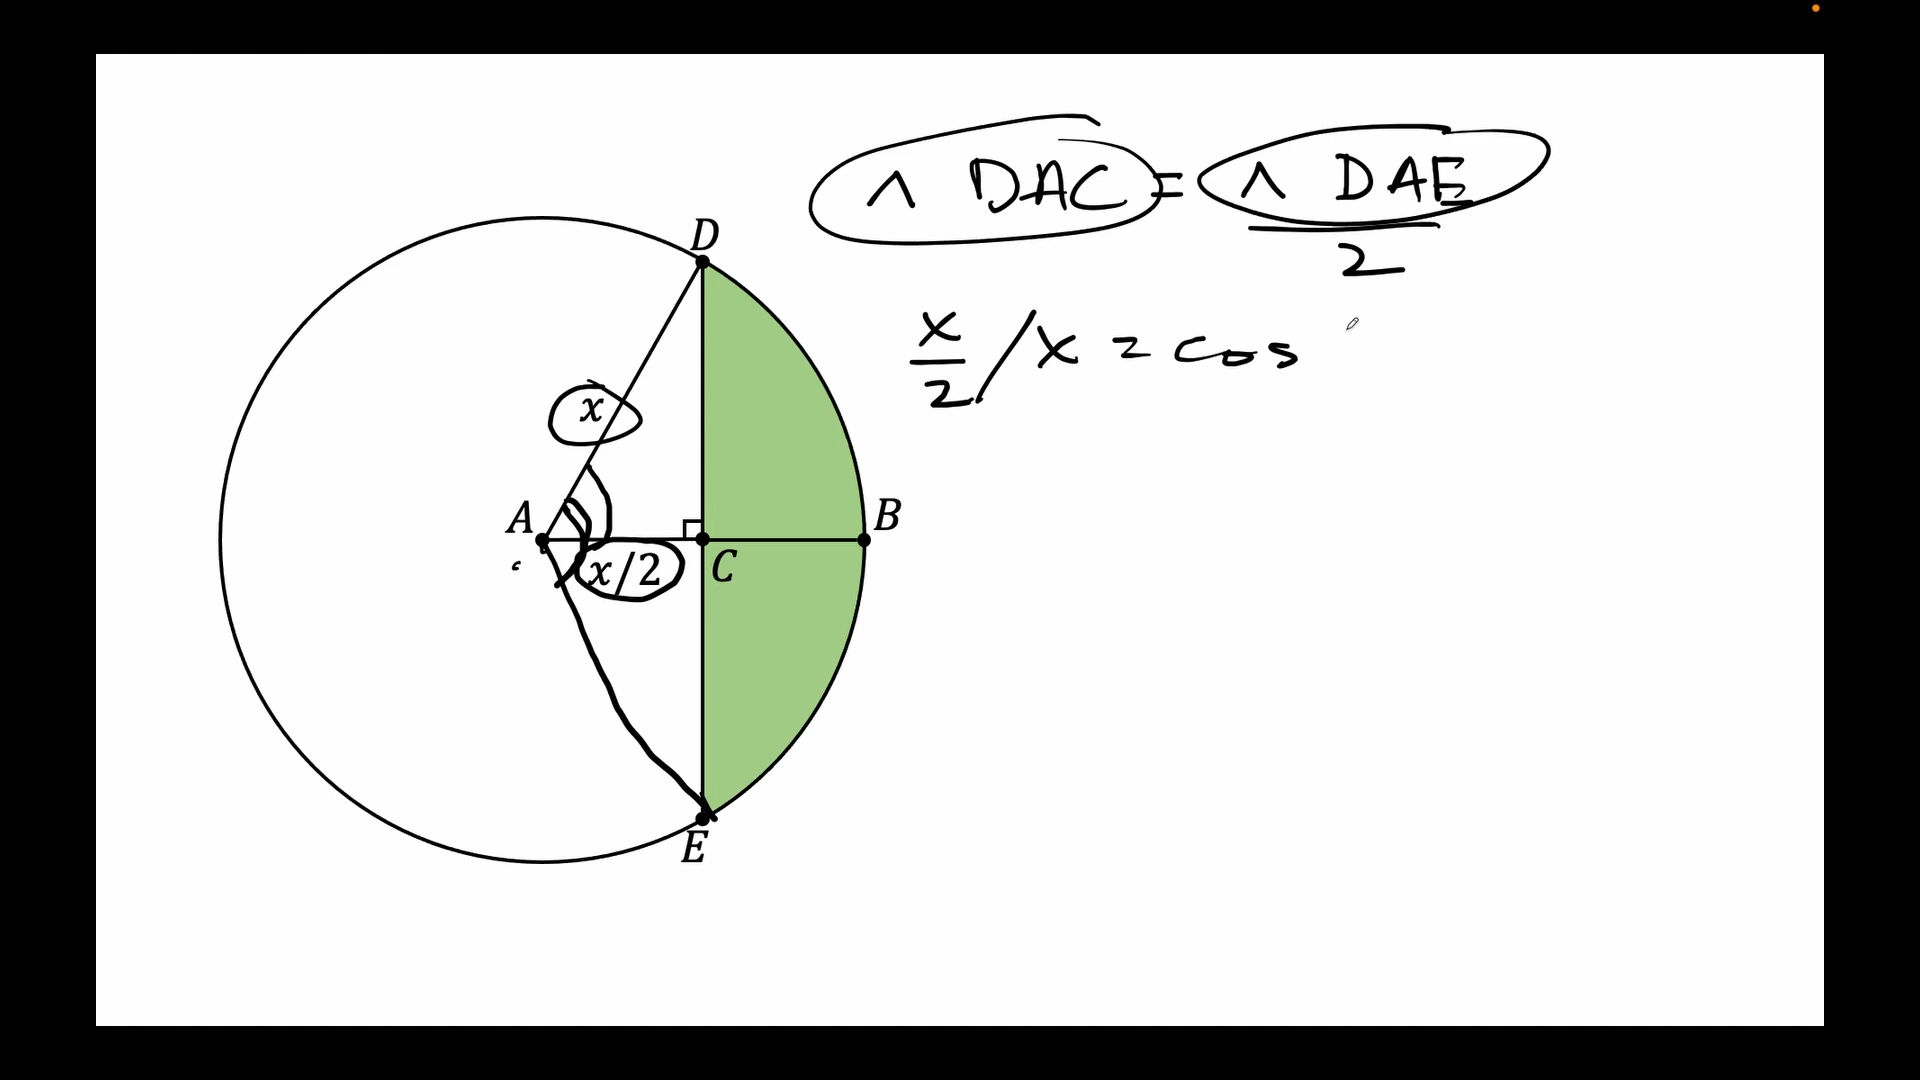 ∧ DAC = ∧ DAE
2
x/2 / x = cos
D
x
A
B
x/2
C
E